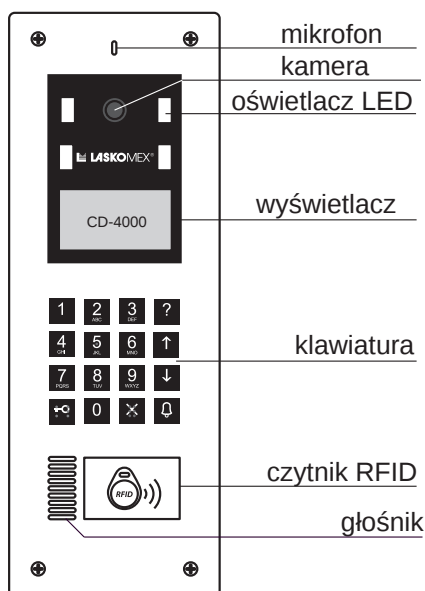 mikrofon
kamera
oświetlacz LED
LASKOMEX®
wyświetlacz
CD-4000
1 2 3 ?
ABC DEF
klawiatura
4 5 6 ↑
GHI JKL MNO
7 8 9 ↓
PQRS TUV WXYZ
0
czytnik RFID
RFID
głośnik